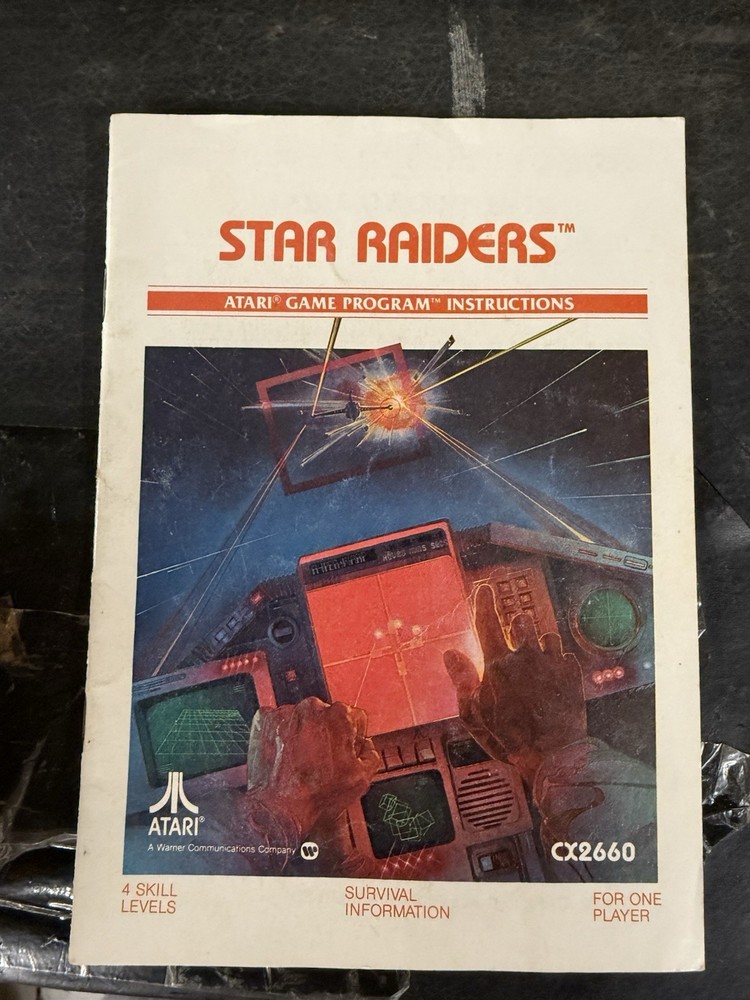 STAR RAIDERS™
ATARI® GAME PROGRAM™ INSTRUCTIONS
ATARI®
A Warner Communications Company
CX2660
4 SKILL
LEVELS
SURVIVAL
INFORMATION
FOR ONE
PLAYER